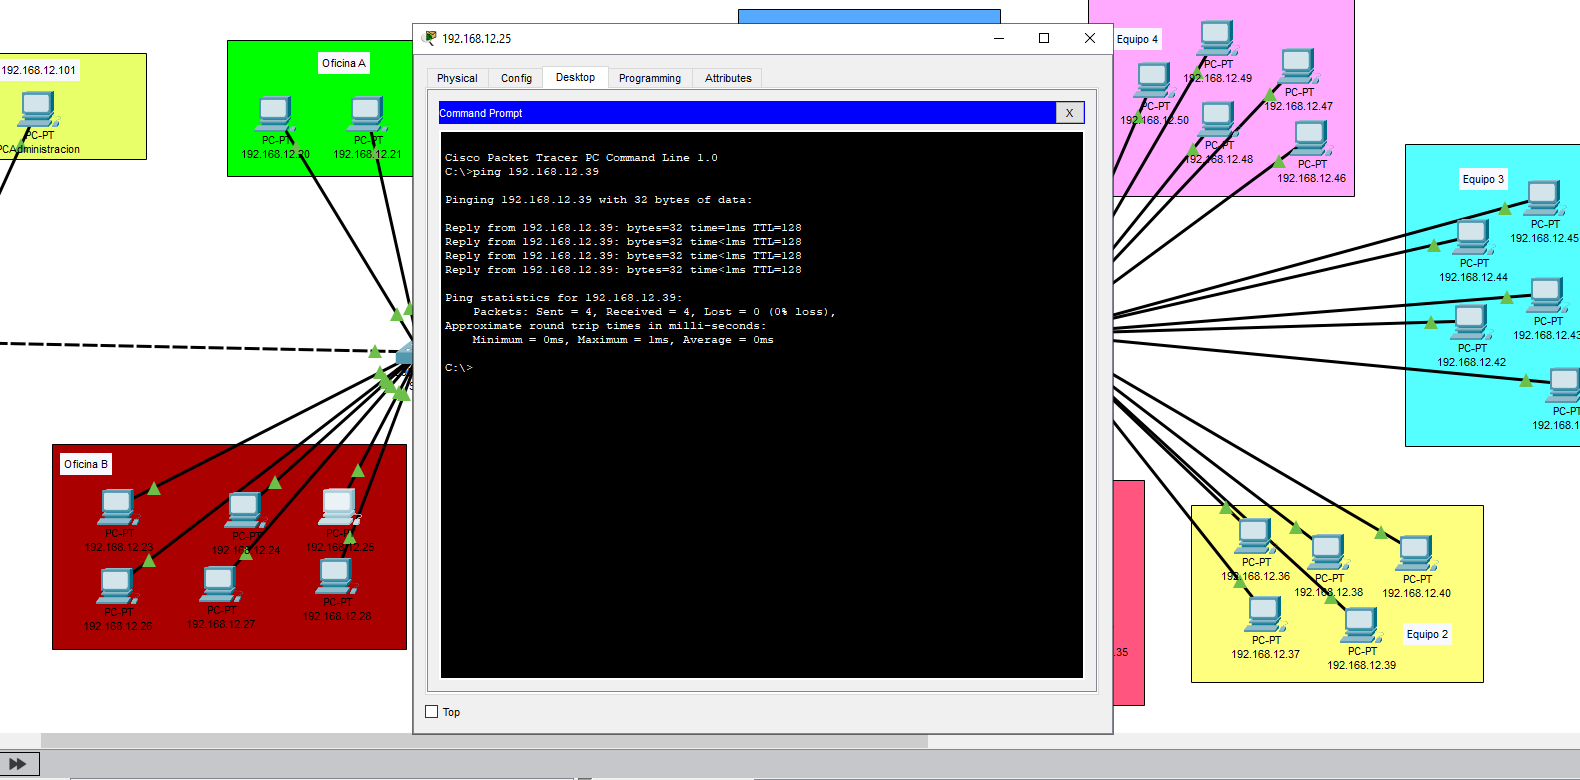 192.168.12.101
PC-PT
PCAdministracion
Oficina A
PC-PT
192.168.12.20
PC-PT
192.168.12.21
192.168.12.25
Physical
Config
Desktop
Programming
Attributes
Command Prompt
X
Cisco Packet Tracer PC Command Line 1.0
C:\>ping 192.168.12.39
Pinging 192.168.12.39 with 32 bytes of data:
Reply from 192.168.12.39: bytes=32 time=1ms TTL=128
Reply from 192.168.12.39: bytes=32 time<1ms TTL=128
Reply from 192.168.12.39: bytes=32 time<1ms TTL=128
Reply from 192.168.12.39: bytes=32 time<1ms TTL=128
Ping statistics for 192.168.12.39:
Packets: Sent = 4, Received = 4, Lost = 0 (0% loss),
Approximate round trip times in milli-seconds:
Minimum = 0ms, Maximum = 1ms, Average = 0ms
C:\>
Top
Equipo 4
PC-PT
192.168.12.49
PC-PT
192.168.12.50
PC-PT
192.168.12.47
PC-PT
192.168.12.48
PC-PT
192.168.12.46
Equipo 3
PC-PT
192.168.12.45
PC-PT
192.168.12.44
PC-PT
192.168.12.43
PC-PT
192.168.12.42
PC-PT
192.168.1
Oficina B
PC-PT
192.168.12.23
PC-PT
192.168.12.24
PC-PT
192.168.12.25
PC-PT
192.168.12.26
PC-PT
192.168.12.27
PC-PT
192.168.12.28
.35
PC-PT
192.168.12.36
PC-PT
192.168.12.38
PC-PT
192.168.12.40
PC-PT
192.168.12.37
PC-PT
192.168.12.39
Equipo 2